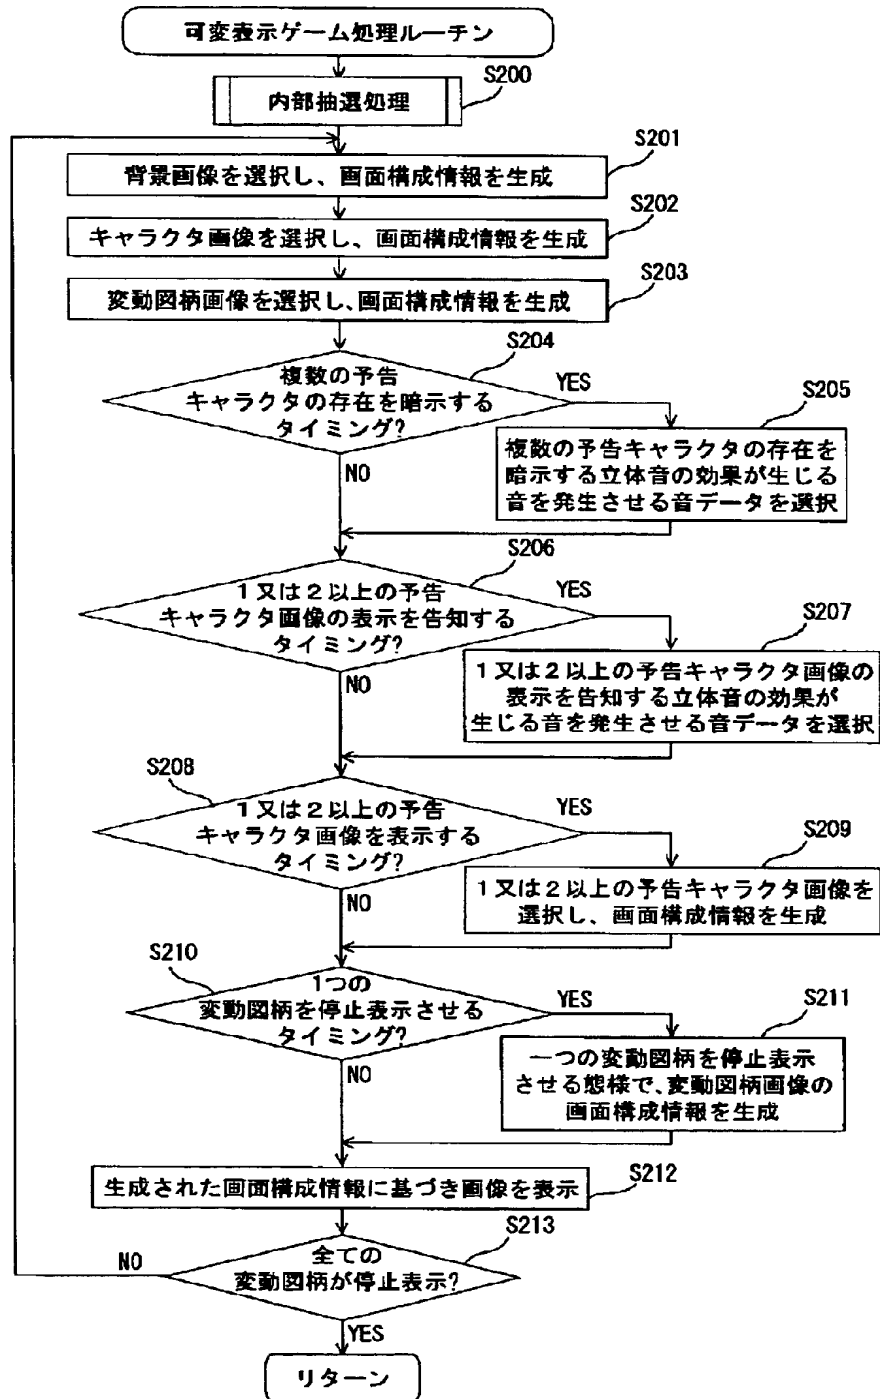 可変表示ゲーム処理ルーチン
S200
内部抽選処理
S201
背景画像を選択し、画面構成情報を生成
S202
キャラクタ画像を選択し、画面構成情報を生成
S203
変動図柄画像を選択し、画面構成情報を生成
S204
複数の予告
キャラクタの存在を暗示する
タイミング?
YES
NO
S205
複数の予告キャラクタの存在を
暗示する立体音の効果が生じる
音を発生させる音データを選択
S206
1又は2以上の予告
キャラクタ画像の表示を告知する
タイミング?
YES
NO
S207
1又は2以上の予告キャラクタ画像の
表示を告知する立体音の効果が
生じる音を発生させる音データを選択
S208
1又は2以上の予告
キャラクタ画像を表示する
タイミング?
YES
NO
S209
1又は2以上の予告キャラクタ画像を
選択し、画面構成情報を生成
S210
1つの
変動図柄を停止表示させる
タイミング?
YES
NO
S211
一つの変動図柄を停止表示
させる態様で、変動図柄画像の
画面構成情報を生成
S212
生成された画面構成情報に基づき画像を表示
S213
全ての
変動図柄が停止表示?
NO
YES
リターン